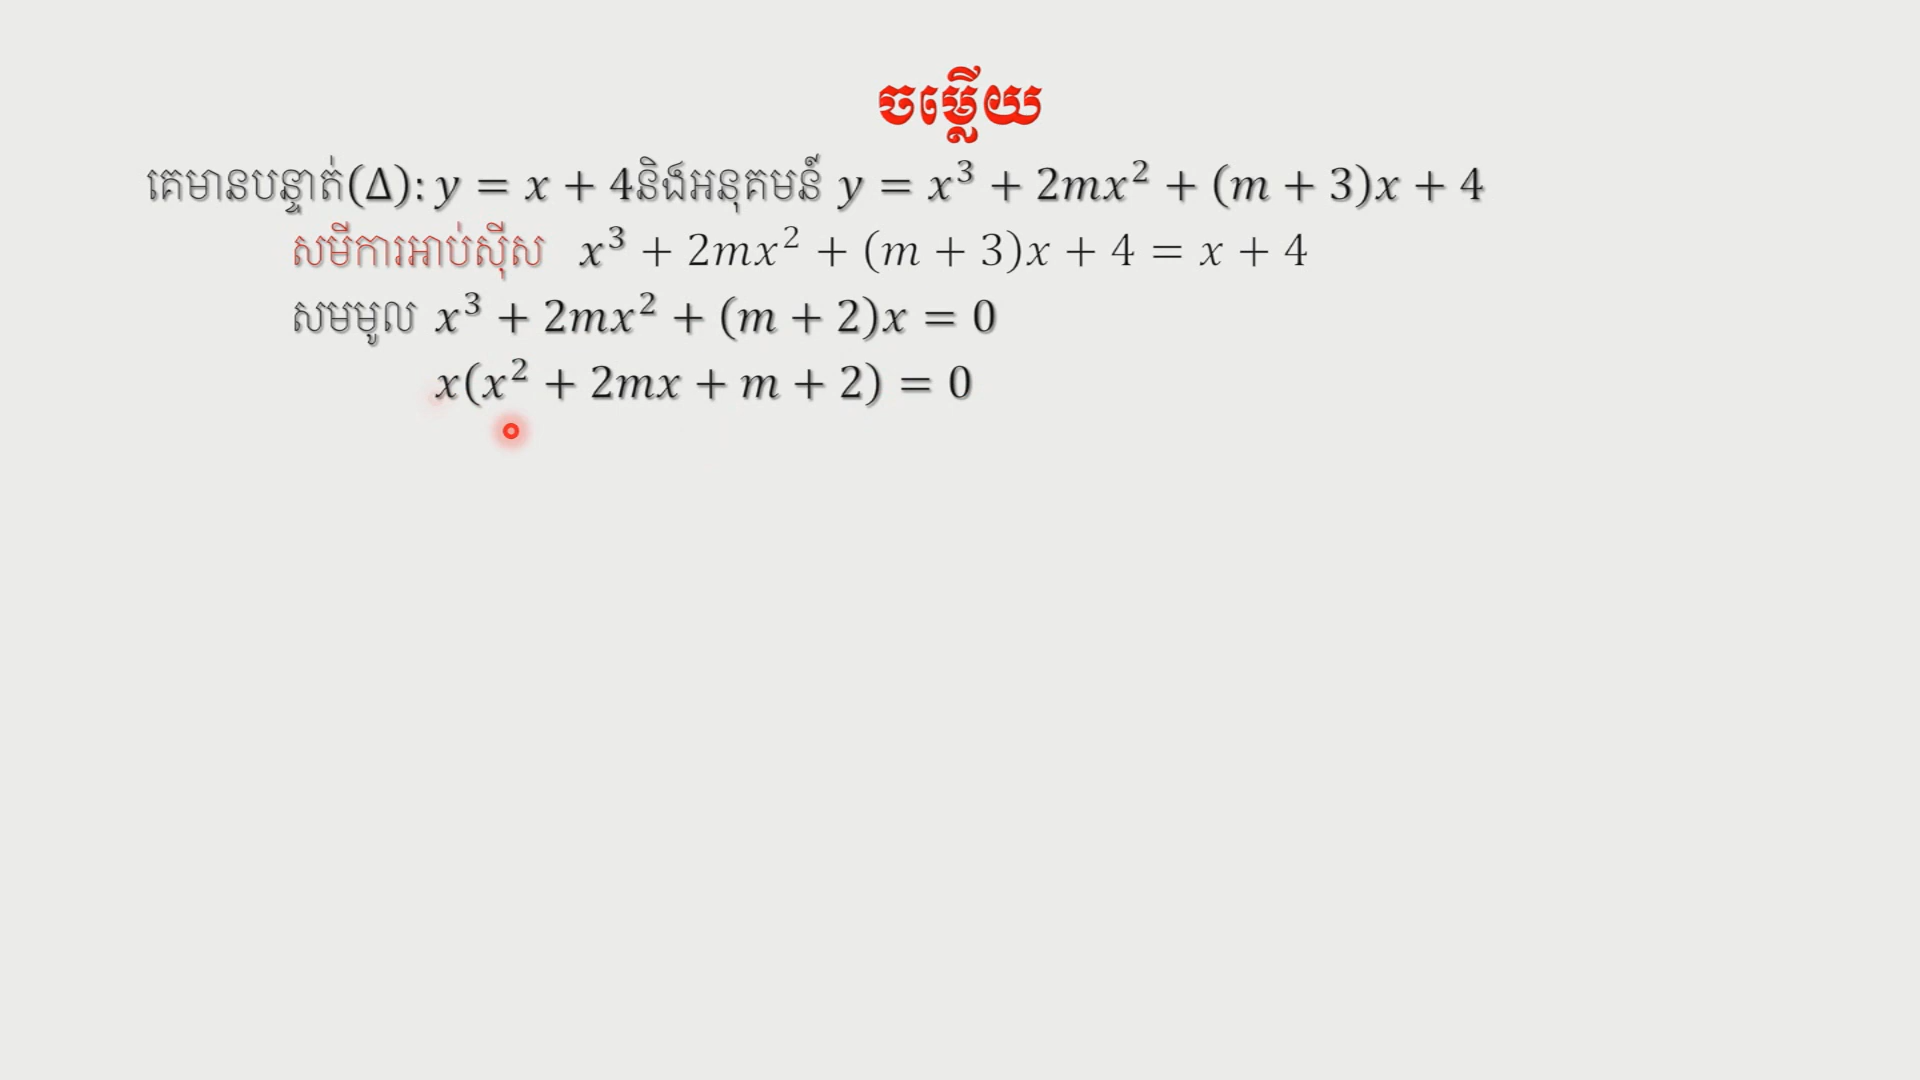 ចម្លើយ
គេមានបន្ទាត់(Δ): y = x + 4និងអនុគមន៍ y = x³ + 2mx² + (m + 3)x + 4
សមីការអាប់ស៊ីស x³ + 2mx² + (m + 3)x + 4 = x + 4
សមមូល x³ + 2mx² + (m + 2)x = 0
x(x² + 2mx + m + 2) = 0